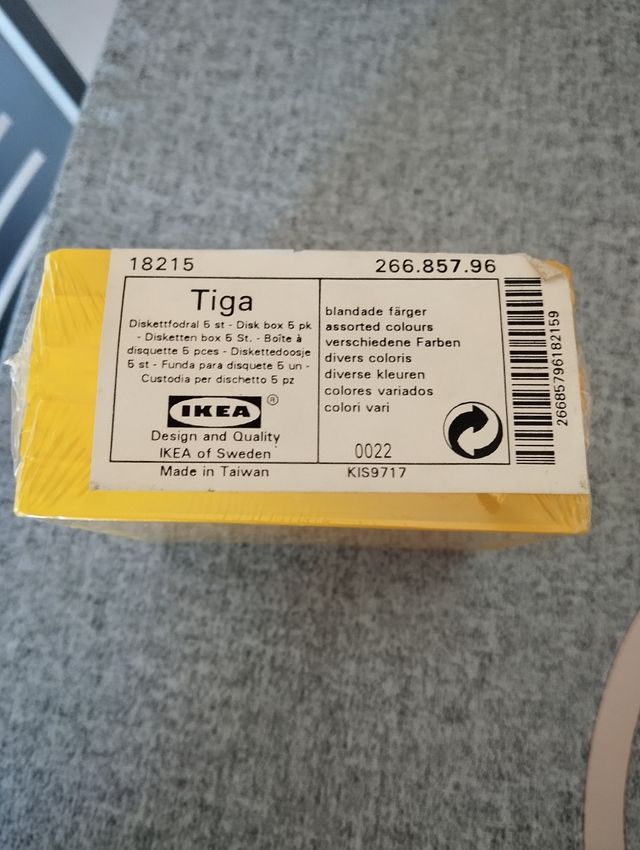 18215 266.857.96
Tiga
Diskettfodral 5 st - Disk box 5 pk
- Disketten box 5 St. - Boîte à
disquette 5 pces - Diskettedoosje
5 st - Funda para disquete 5 un -
Custodia per dischetto 5 pz
IKEA ®
Design and Quality
IKEA of Sweden
Made in Taiwan
blandade färger
assorted colours
verschiedene Farben
divers coloris
diverse kleuren
colores variados
colori vari
0022
KIS9717
26685796182159